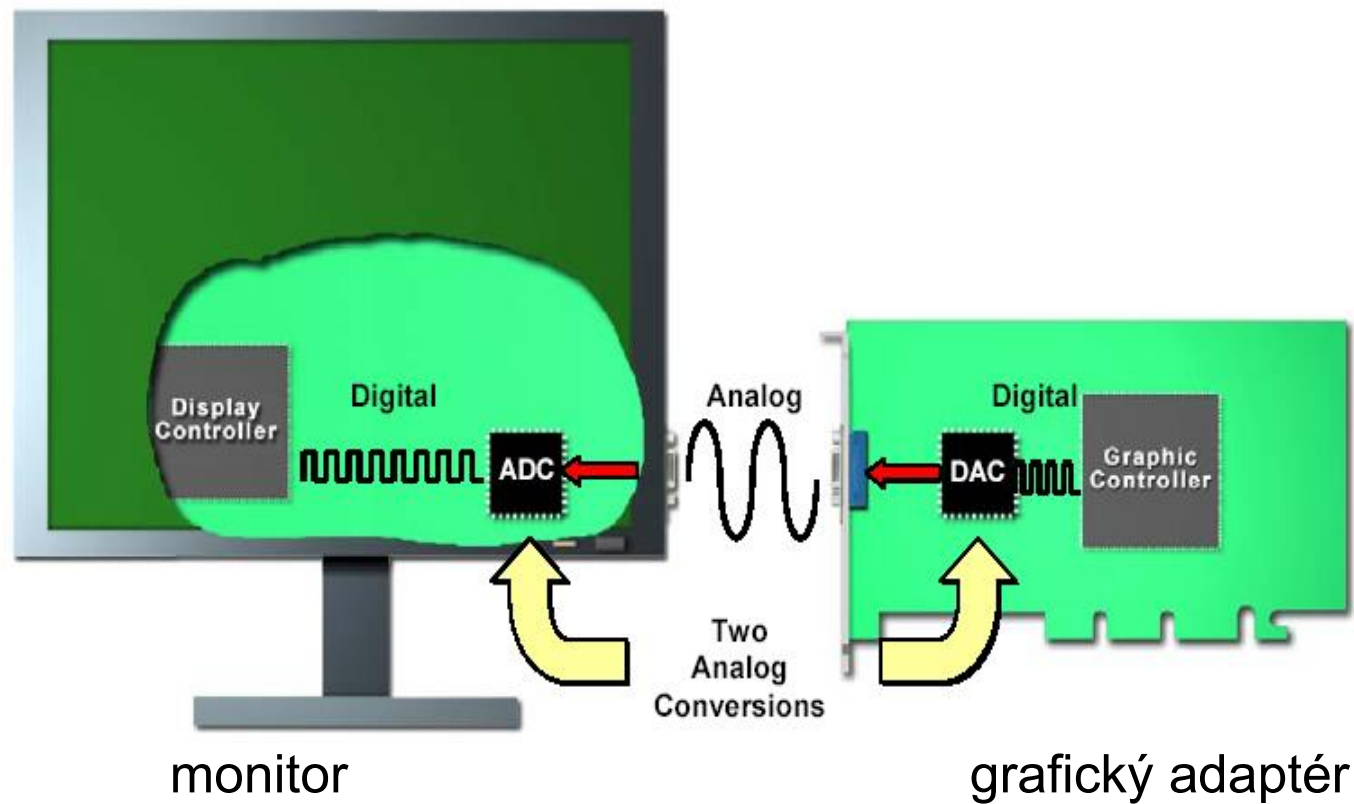 Display
Controller
Digital
ADC
Analog
Digital
DAC
Graphic
Controller
Two
Analog
Conversions
monitor
grafický adaptér